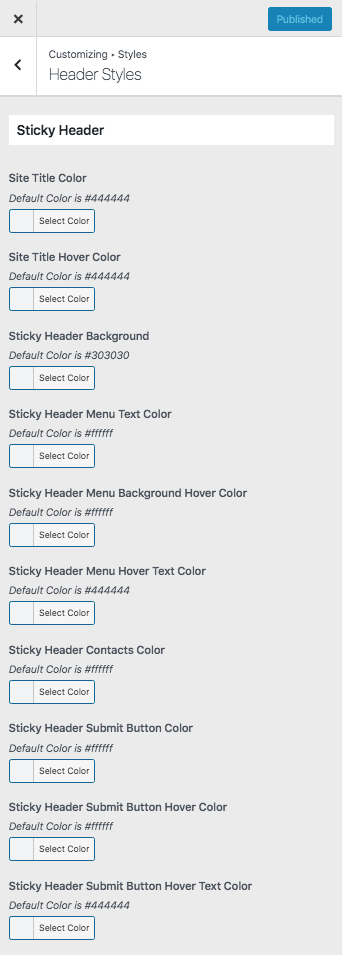 Published
Customizing • Styles
Header Styles
Sticky Header
Site Title Color
Default Color is #444444
Select Color
Site Title Hover Color
Default Color is #444444
Select Color
Sticky Header Background
Default Color is #303030
Select Color
Sticky Header Menu Text Color
Default Color is #ffffff
Select Color
Sticky Header Menu Background Hover Color
Default Color is #ffffff
Select Color
Sticky Header Menu Hover Text Color
Default Color is #444444
Select Color
Sticky Header Contacts Color
Default Color is #ffffff
Select Color
Sticky Header Submit Button Color
Default Color is #ffffff
Select Color
Sticky Header Submit Button Hover Color
Default Color is #ffffff
Select Color
Sticky Header Submit Button Hover Text Color
Default Color is #444444
Select Color